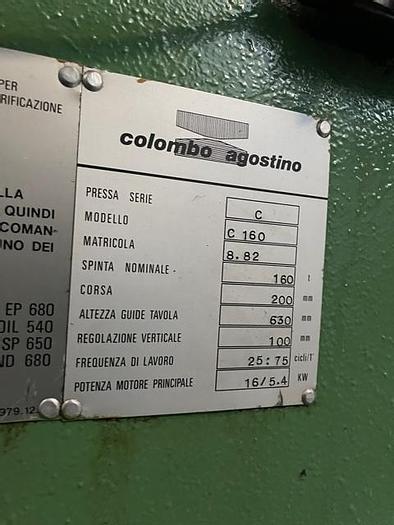 PER
RIFICAZIONE
LLA
QUINDI
COMAN-
UNO DEI
EP 680
OIL 540
SP 650
ND 680
979.12.
colombo agostino
PRESSA SERIE C
MODELLO C 160
MATRICOLA 8.82
SPINTA NOMINALE - 160 t
CORSA 200 mm
ALTEZZA GUIDE TAVOLA 630 mm
REGOLAZIONE VERTICALE 100 mm
FREQUENZA DI LAVORO 25÷75 cicli/1'
POTENZA MOTORE PRINCIPALE 16/5.4 KW